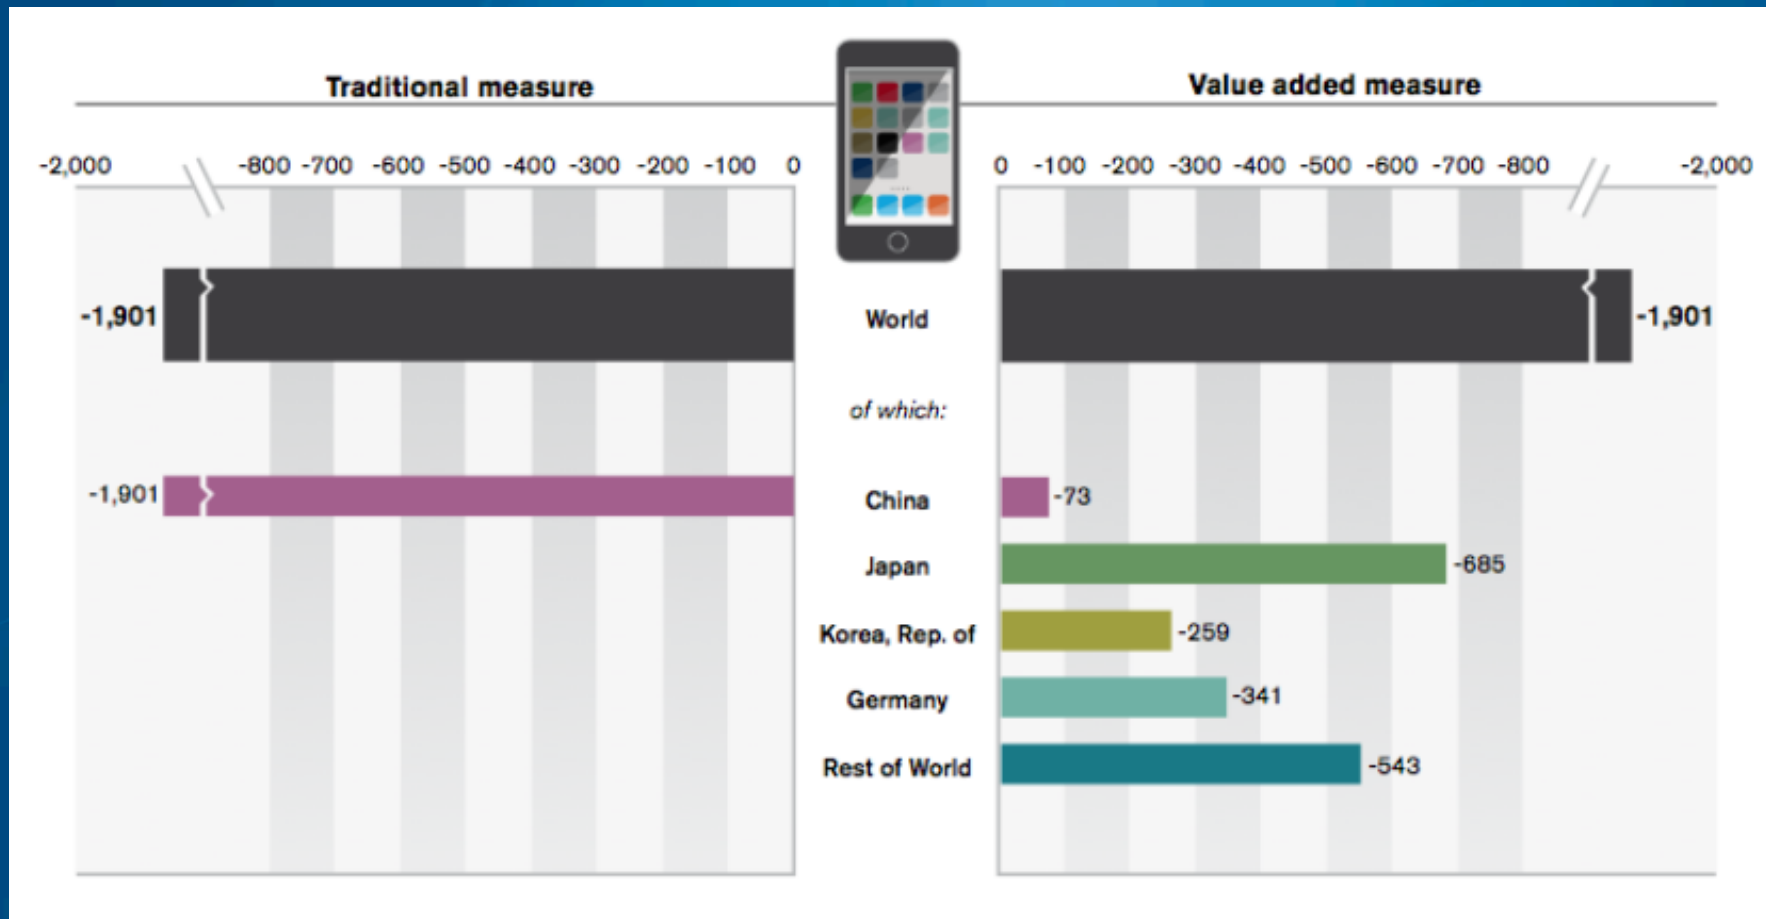 Traditional measure
Value added measure
-2,000 -800 -700 -600 -500 -400 -300 -200 -100 0
0 -100 -200 -300 -400 -500 -600 -700 -800 -2,000
-1,901 World -1,901
of which:
-1,901 China -73
Japan -685
Korea, Rep. of -259
Germany -341
Rest of World -543